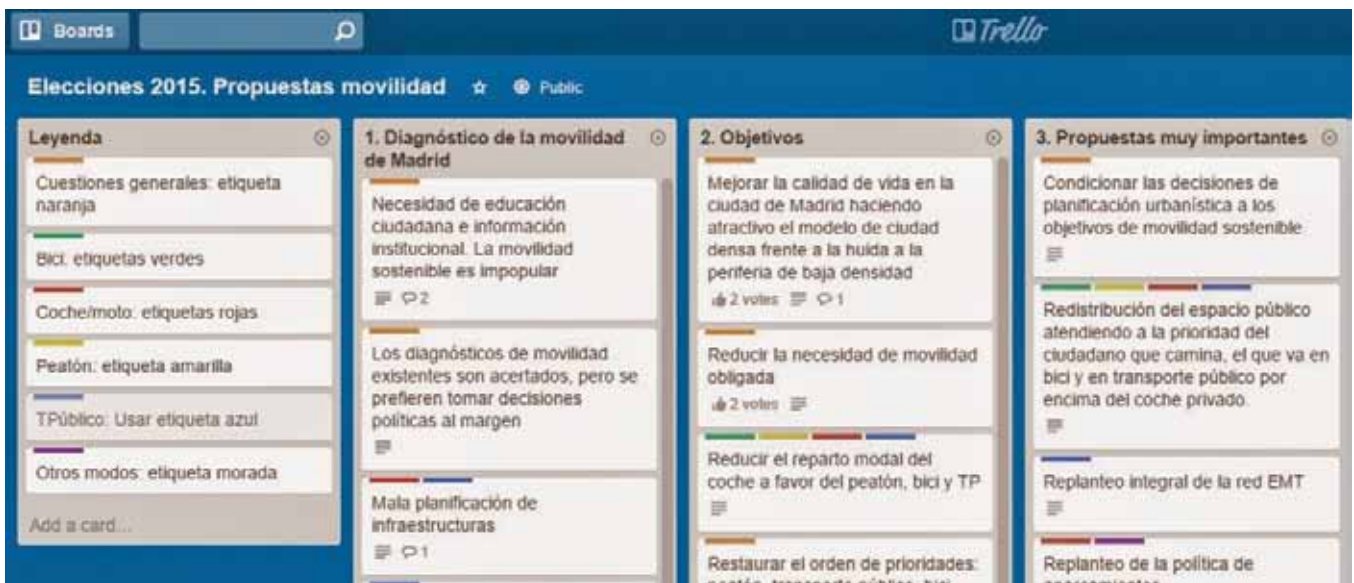 Boards
Trello
Elecciones 2015. Propuestas movilidad
Public
Leyenda
Cuestiones generales: etiqueta
naranja
Bici: etiquetas verdes
Coche/moto: etiquetas rojas
Peatón: etiqueta amarilla
TPúblico: Usar etiqueta azul
Otros modos: etiqueta morada
Add a card...
1. Diagnóstico de la movilidad
de Madrid
Necesidad de educación
ciudadana e información
institucional. La movilidad
sostenible es impopular
2
Los diagnósticos de movilidad
existentes son acertados, pero se
prefieren tomar decisiones
políticas al margen
Mala planificación de
infraestructuras
1
2. Objetivos
Mejorar la calidad de vida en la
ciudad de Madrid haciendo
atractivo el modelo de ciudad
densa frente a la huida a la
periferia de baja densidad
2 votes 1
Reducir la necesidad de movilidad
obligada
2 votes
Reducir el reparto modal del
coche a favor del peatón, bici y TP
Restaurar el orden de prioridades:
peatón, transporte público, bici
3. Propuestas muy importantes
Condicionar las decisiones de
planificación urbanística a los
objetivos de movilidad sostenible
Redistribución del espacio público
atendiendo a la prioridad del
ciudadano que camina, el que va en
bici y en transporte público por
encima del coche privado.
Replanteo integral de la red EMT
Replanteo de la política de